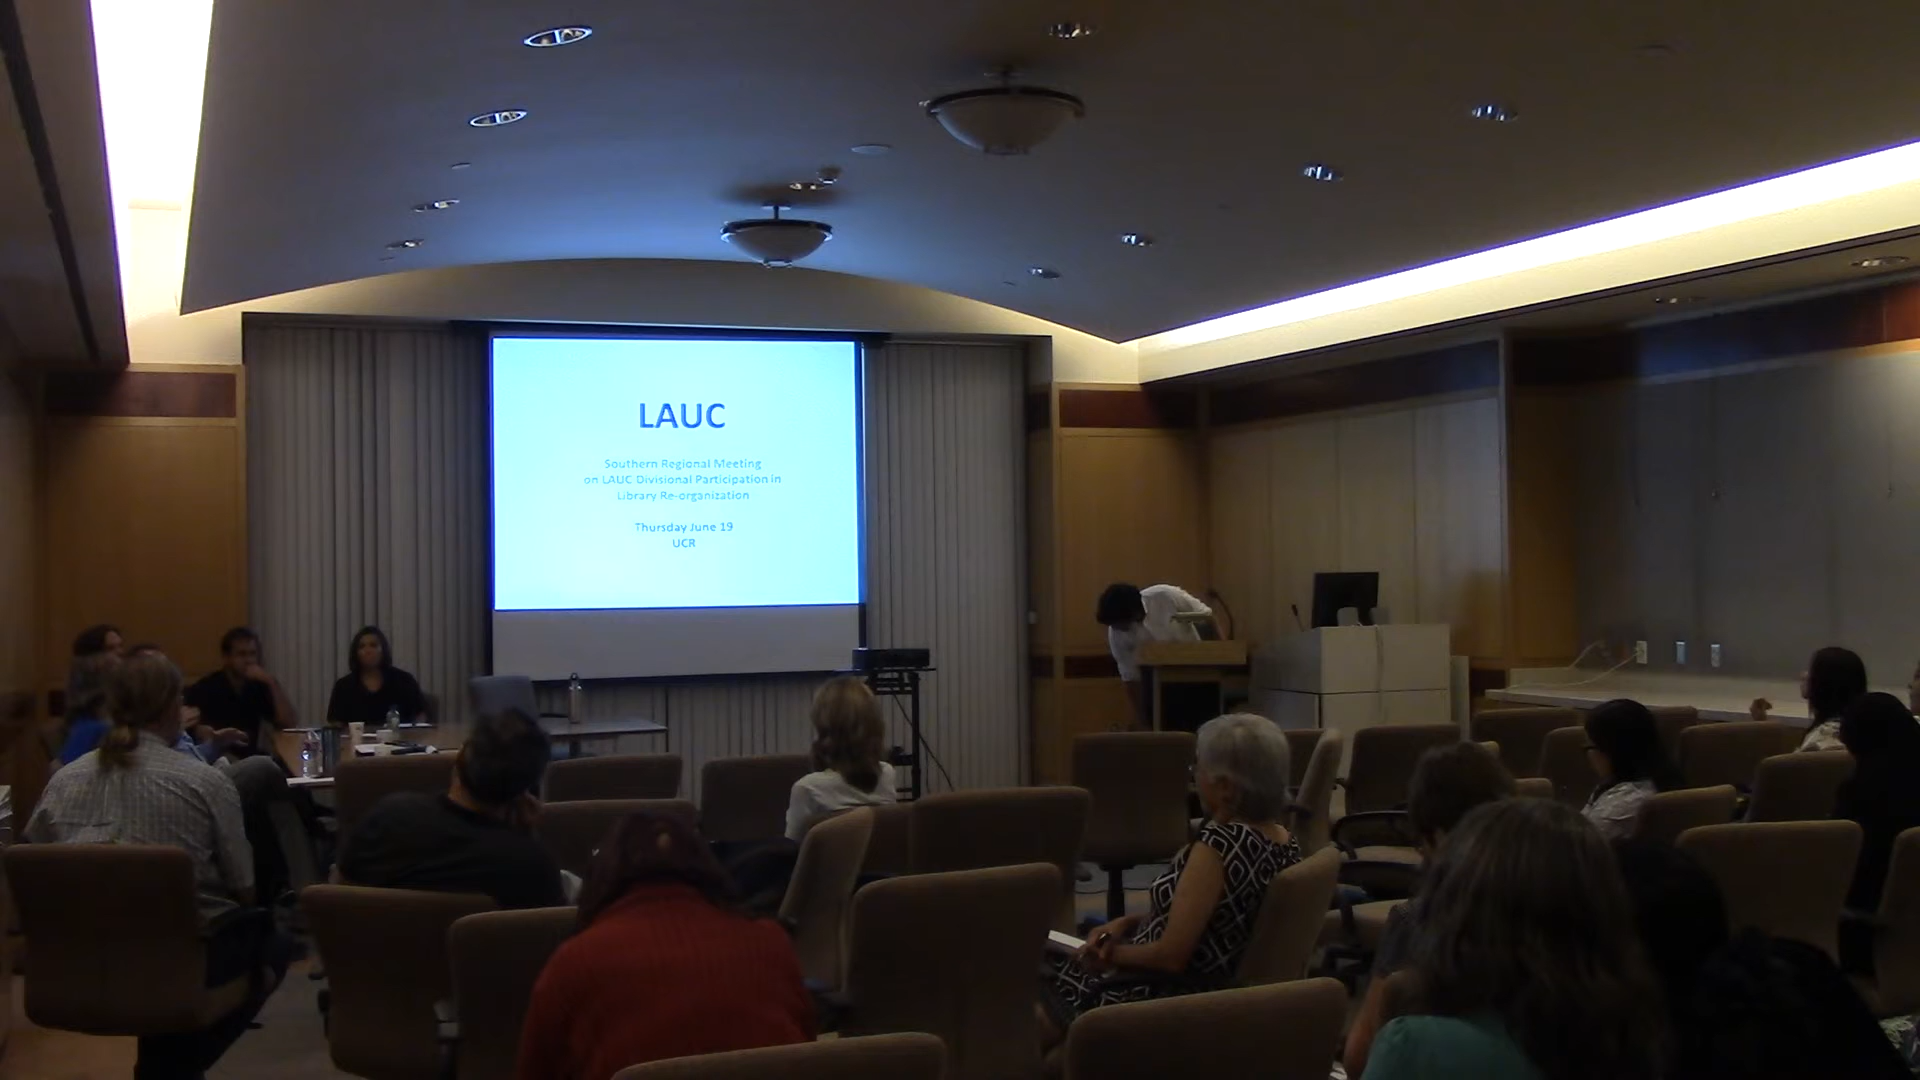 LAUC
Southern Regional Meeting
on LAUC Divisional Participation in
Library Re-organization
Thursday June 19
UCR